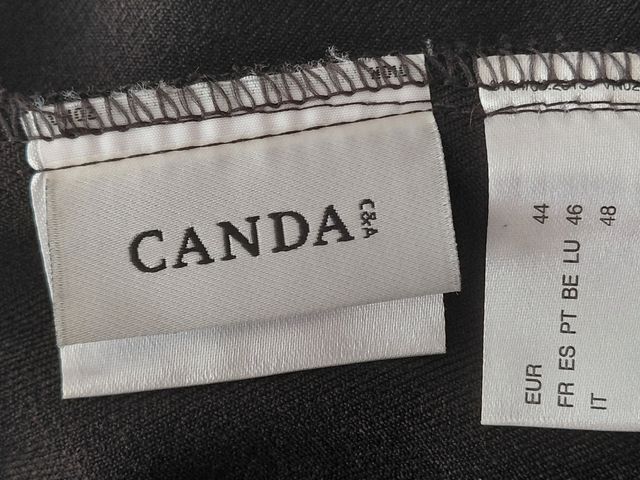 CANDA
C&A
EUR 44
FR ES PT BE LU 46
IT 48